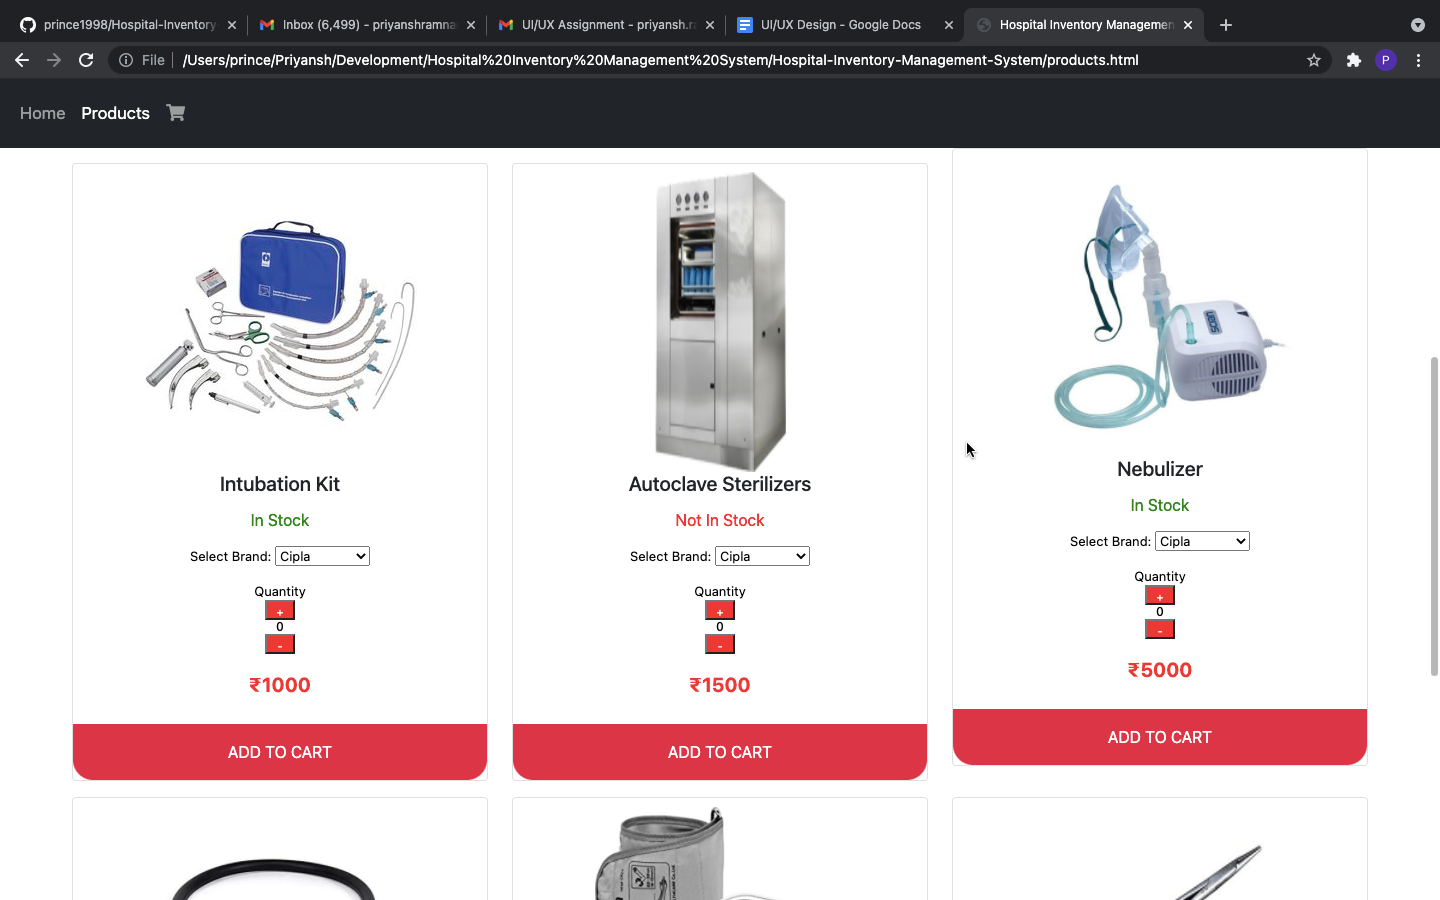 prince1998/Hospital-Inventory
Inbox (6,499) - priyanshramna
UI/UX Assignment - priyansh.ra
UI/UX Design - Google Docs
Hospital Inventory Managemen
File
/Users/prince/Priyansh/Development/Hospital%20Inventory%20Management%20System/Hospital-Inventory-Management-System/products.html
P
Home
Products
Intubation Kit
In Stock
Select Brand: Cipla
Quantity
+
0
-
₹1000
ADD TO CART
Autoclave Sterilizers
Not In Stock
Select Brand: Cipla
Quantity
+
0
-
₹1500
ADD TO CART
Nebulizer
In Stock
Select Brand: Cipla
Quantity
+
0
-
₹5000
ADD TO CART